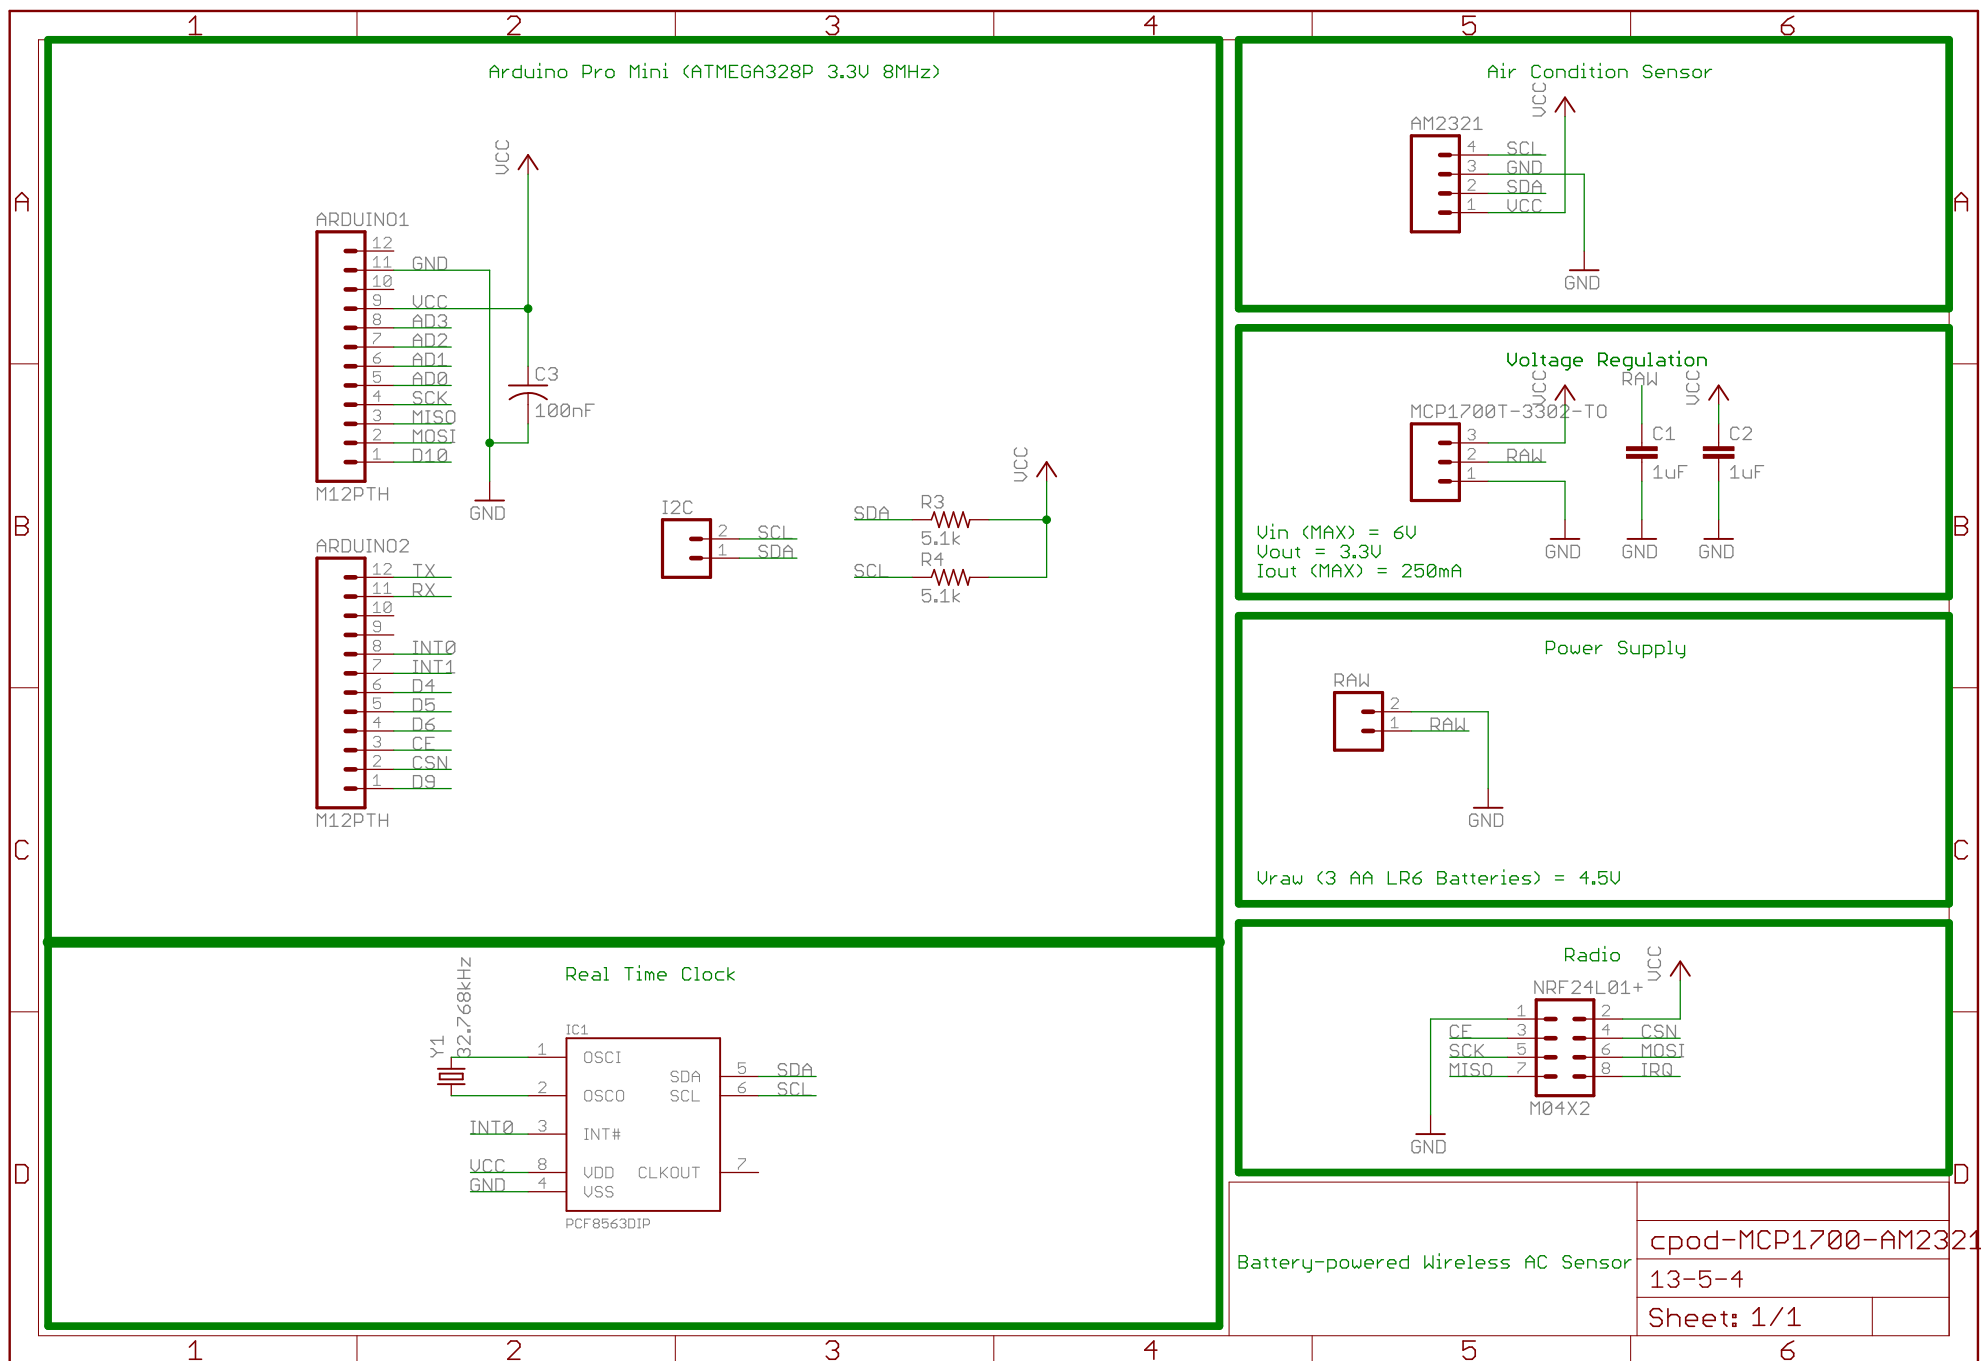 1 2 3 4 5 6
A
B
C
D
Arduino Pro Mini (ATMEGA328P 3.3V 8MHz)
VCC
ARDUINO1
12
11 GND
10
9 VCC
8 AD3
7 AD2
6 AD1
5 AD0
4 SCK
3 MISO
2 MOSI
1 D10
M12PTH
C3
100nF
GND
ARDUINO2
12 TX
11 RX
10
9
8 INT0
7 INT1
6 D4
5 D5
4 D6
3 CE
2 CSN
1 D9
M12PTH
I2C
2 SCL
1 SDA
VCC
SDA R3
5.1k
SCL R4
5.1k
Real Time Clock
Y1
32.768kHz
IC1
1 OSCI
2 OSCO
INT0 3 INT#
VCC 8 VDD
GND 4 VSS
SDA 5 SDA
SCL 6 SCL
CLKOUT 7
PCF8563DIP
Air Condition Sensor
VCC
AM2321
4 SCL
3 GND
2 SDA
1 VCC
GND
Voltage Regulation
VCC
RAW
VCC
MCP1700T-3302-TO
3
2 RAW
1
C1
1uF
C2
1uF
GND
GND
GND
Vin (MAX) = 6V
Vout = 3.3V
Iout (MAX) = 250mA
Power Supply
RAW
2
1 RAW
GND
Vraw (3 AA LR6 Batteries) = 4.5V
Radio
VCC
NRF24L01+
1 2
CE 3 4 CSN
SCK 5 6 MOSI
MISO 7 8 IRQ
M04X2
GND
Battery-powered Wireless AC Sensor
cpod-MCP1700-AM2321
13-5-4
Sheet: 1/1
A
B
C
D
1 2 3 4 5 6